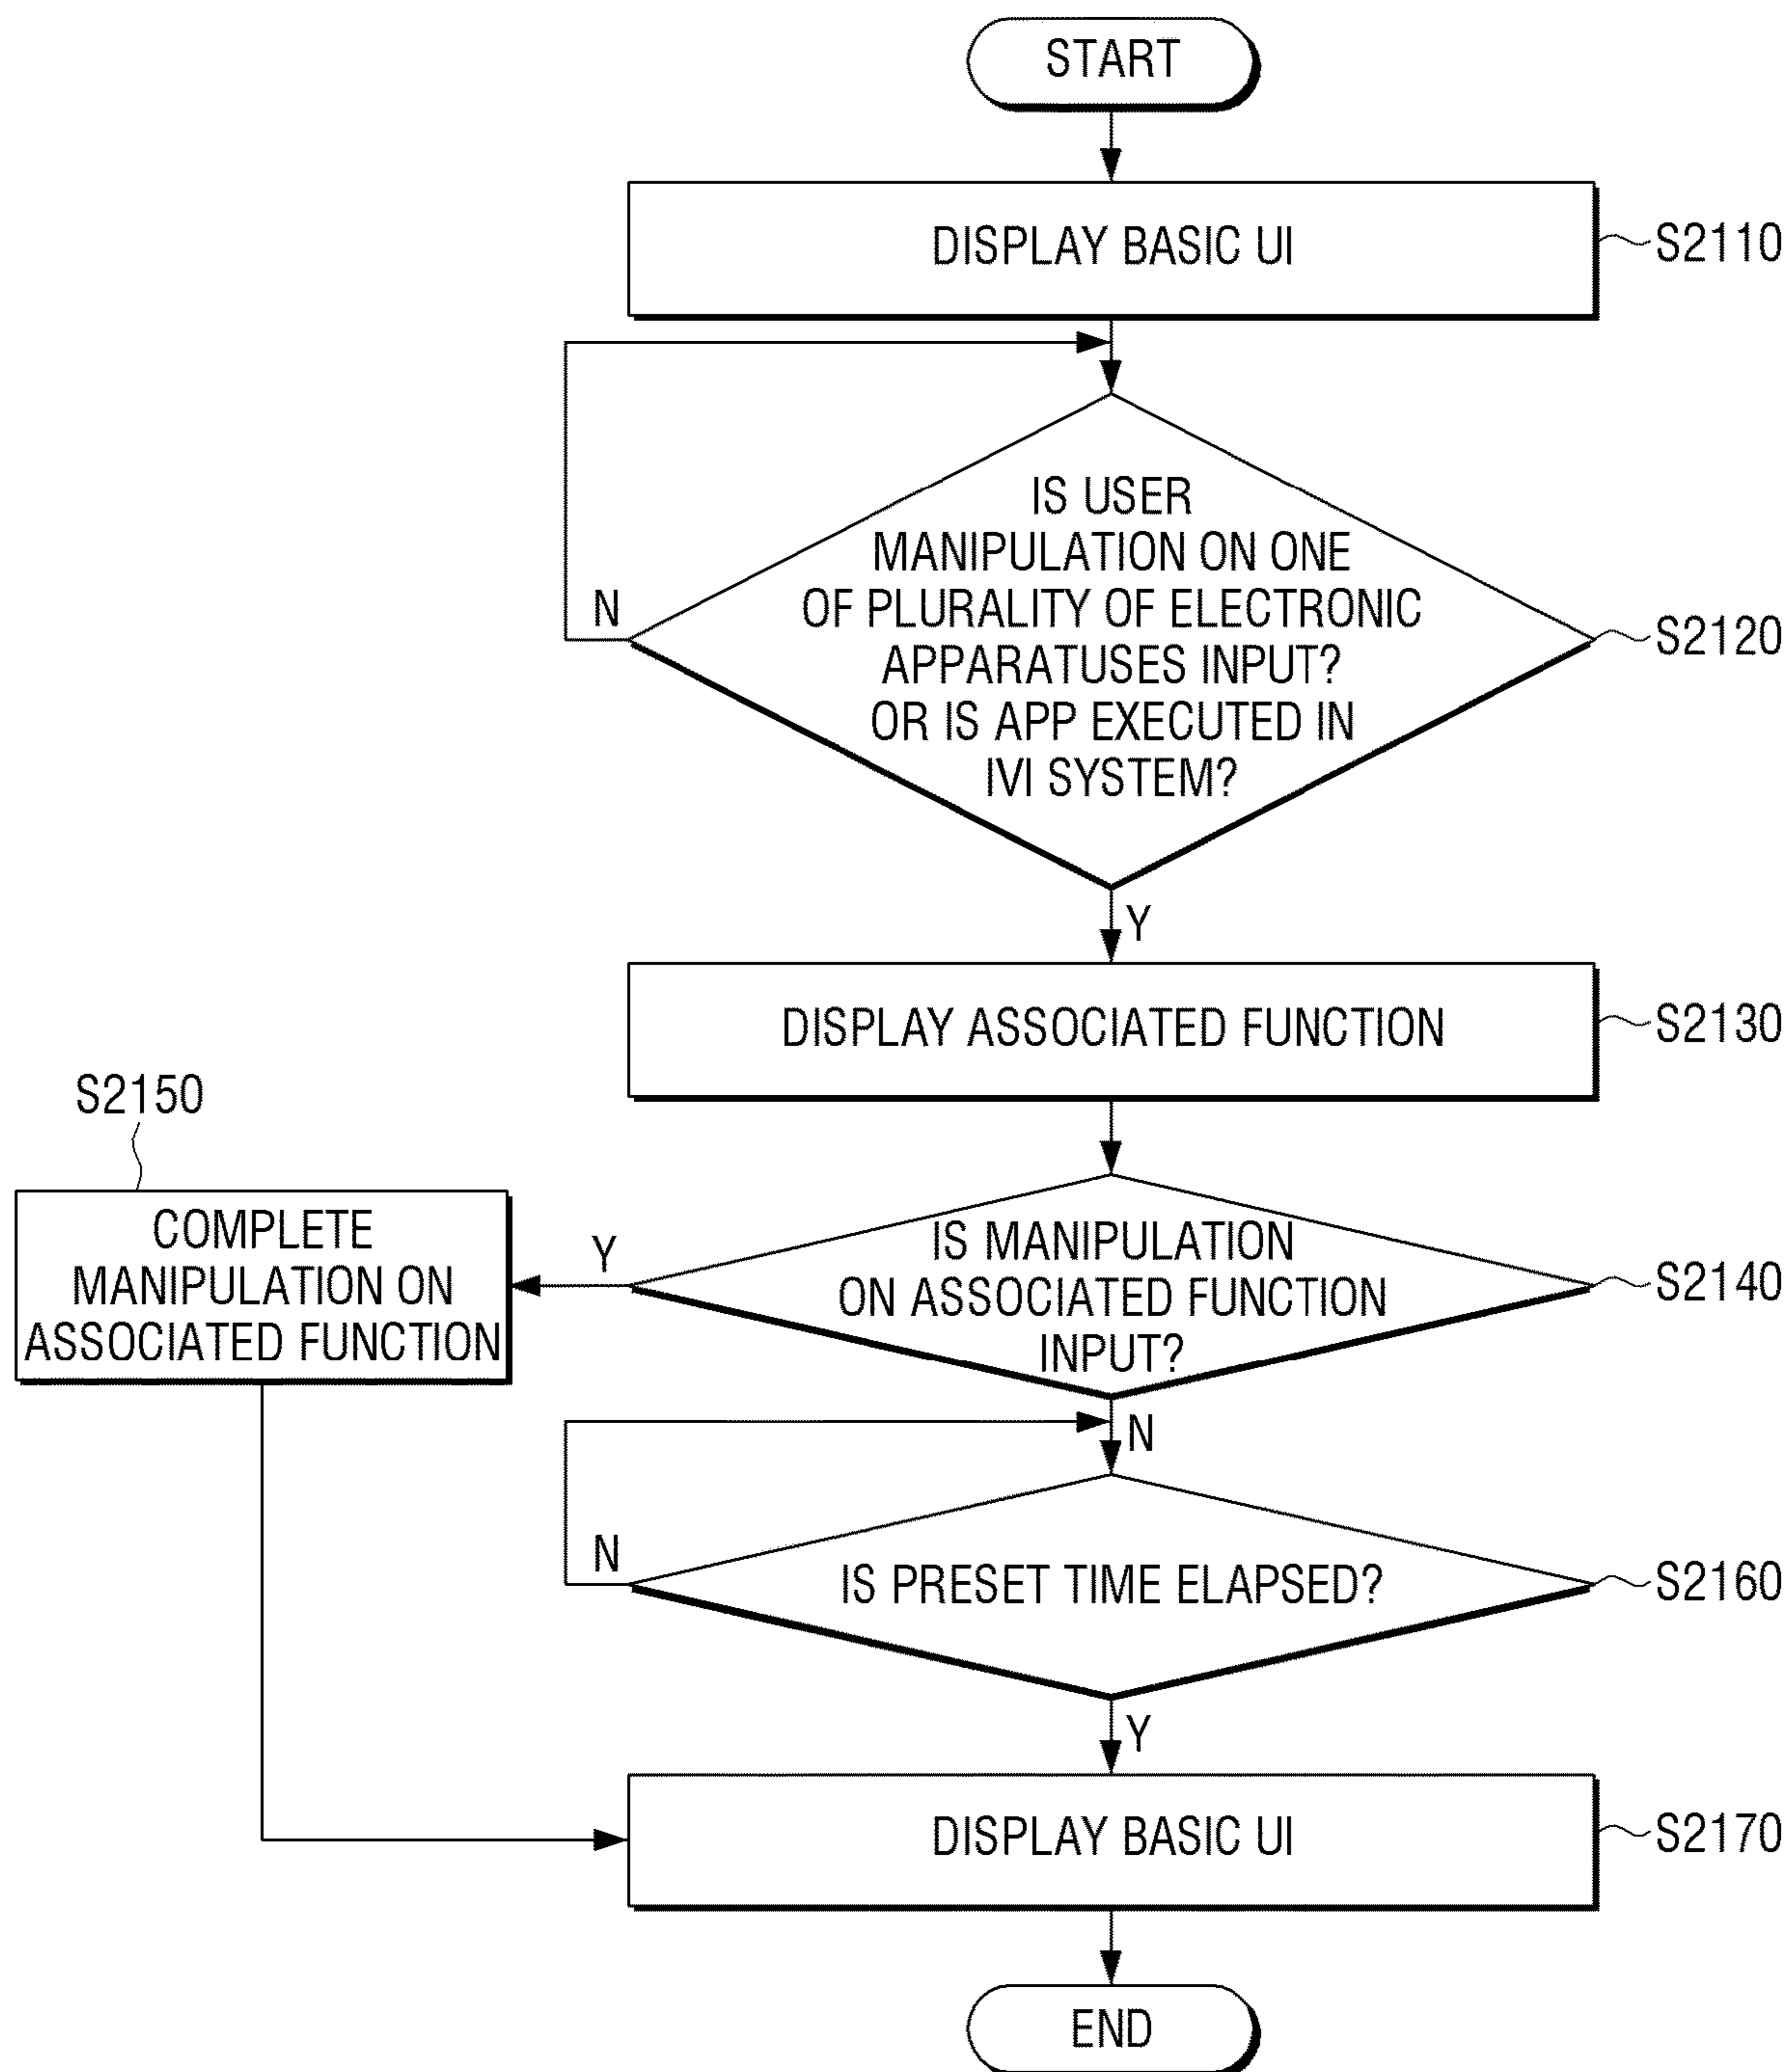 START
DISPLAY BASIC UI
S2110
IS USER
MANIPULATION ON ONE
OF PLURALITY OF ELECTRONIC
APPARATUSES INPUT?
OR IS APP EXECUTED IN
IVI SYSTEM?
N
S2120
Y
DISPLAY ASSOCIATED FUNCTION
S2130
S2150
COMPLETE
MANIPULATION ON
ASSOCIATED FUNCTION
Y
IS MANIPULATION
ON ASSOCIATED FUNCTION
INPUT?
S2140
N
N
IS PRESET TIME ELAPSED?
S2160
Y
DISPLAY BASIC UI
S2170
END